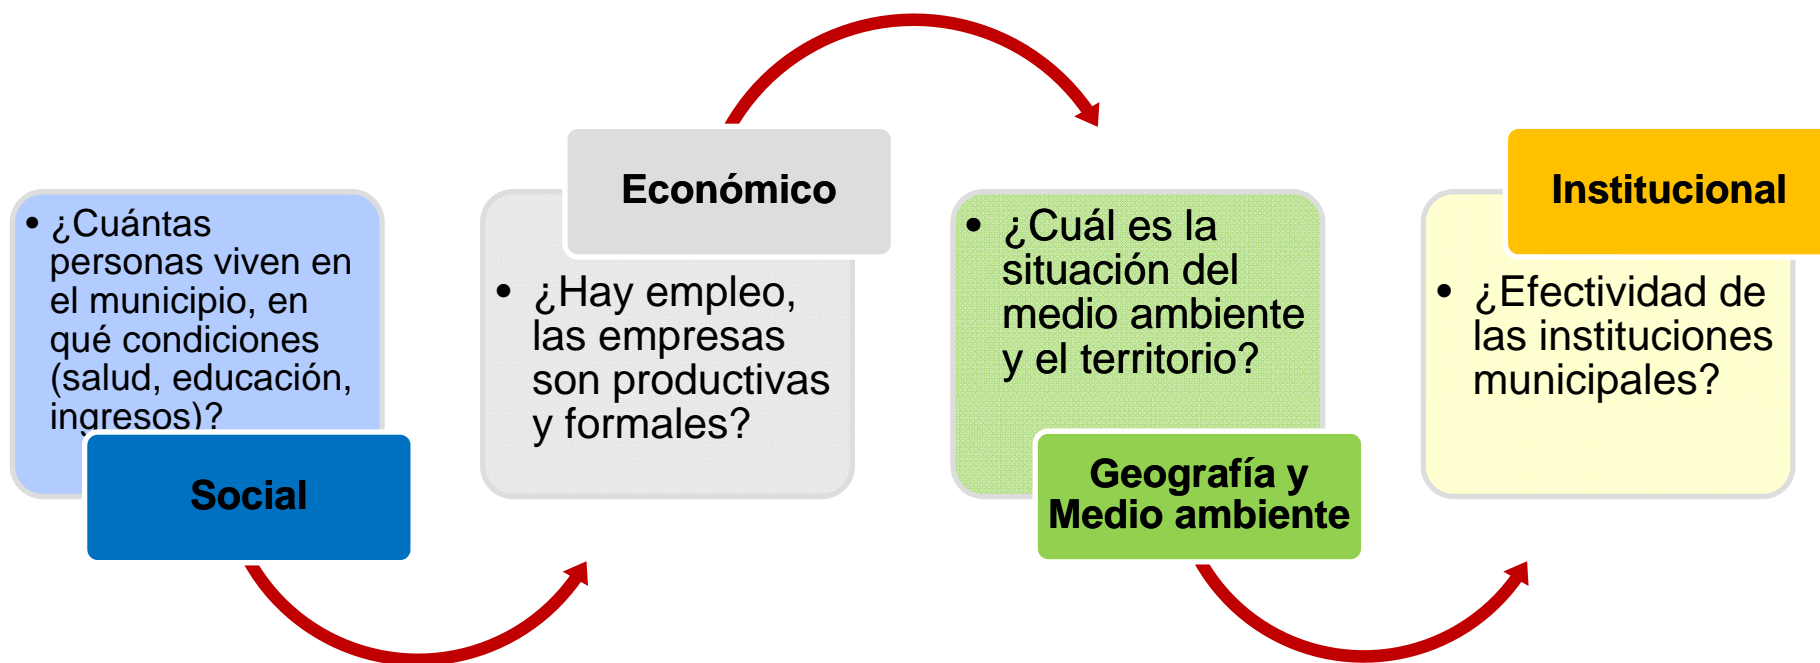 • ¿Cuántas
personas viven en
el municipio, en
qué condiciones
(salud, educación,
ingresos)?
Social
Económico
• ¿Hay empleo,
las empresas
son productivas
y formales?
• ¿Cuál es la
situación del
medio ambiente
y el territorio?
Geografía y
Medio ambiente
Institucional
• ¿Efectividad de
las instituciones
municipales?